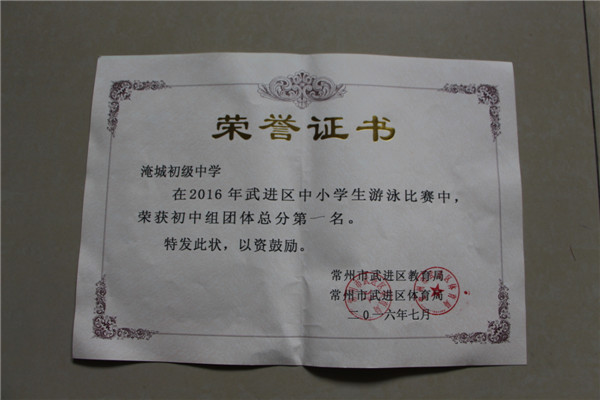 荣誉证书
淹城初级中学
在2016年武进区中小学生游泳比赛中，
荣获初中组团体总分第一名。
特发此状，以资鼓励。
常州市武进区教育局
常州市武进区体育局
二〇一六年七月